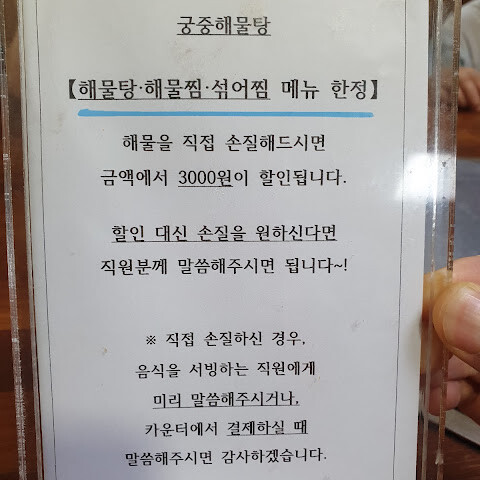 궁중해물탕
【해물탕·해물찜·섞어찜 메뉴 한정】
해물을 직접 손질해드시면
금액에서 3000원이 할인됩니다.
할인 대신 손질을 원하신다면
직원분께 말씀해주시면 됩니다~!
※ 직접 손질하신 경우,
음식을 서빙하는 직원에게
미리 말씀해주시거나,
카운터에서 결제하실 때
말씀해주시면 감사하겠습니다.